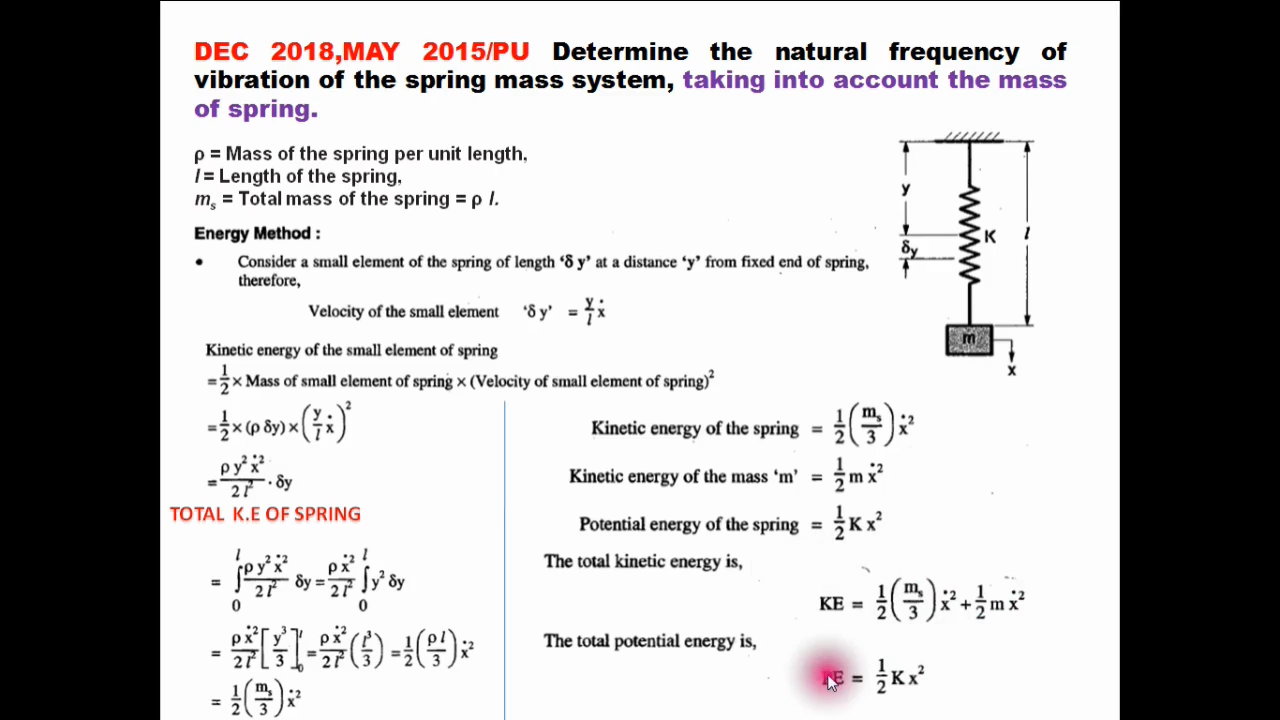 DEC 2018,MAY 2015/PU Determine the natural frequency of
vibration of the spring mass system, taking into account the mass
of spring.
ρ = Mass of the spring per unit length,
l = Length of the spring,
mₛ = Total mass of the spring = ρ l.
Energy Method :
• Consider a small element of the spring of length ‘δ y’ at a distance ‘y’ from fixed end of spring,
therefore,
Velocity of the small element ‘δ y’ = y/l ẋ
Kinetic energy of the small element of spring
= 1/2 × Mass of small element of spring × (Velocity of small element of spring)²
= 1/2 × (ρ δy) × (y/l ẋ)²
= ρ y² ẋ² / 2 l² · δy
TOTAL K.E OF SPRING
= ∫₀ˡ ρ y² ẋ² / 2 l² δy = ρ ẋ² / 2 l² ∫₀ˡ y² δy
= ρ ẋ² / 2 l² [y³/3]₀ˡ = ρ ẋ² / 2 l² (l³/3) = 1/2 (ρ l/3) ẋ²
= 1/2 (mₛ/3) ẋ²
Kinetic energy of the spring = 1/2 (mₛ/3) ẋ²
Kinetic energy of the mass ‘m’ = 1/2 m ẋ²
Potential energy of the spring = 1/2 K x²
The total kinetic energy is,
KE = 1/2 (mₛ/3) ẋ² + 1/2 m ẋ²
The total potential energy is,
PE = 1/2 K x²
y
δy
K
l
m
x